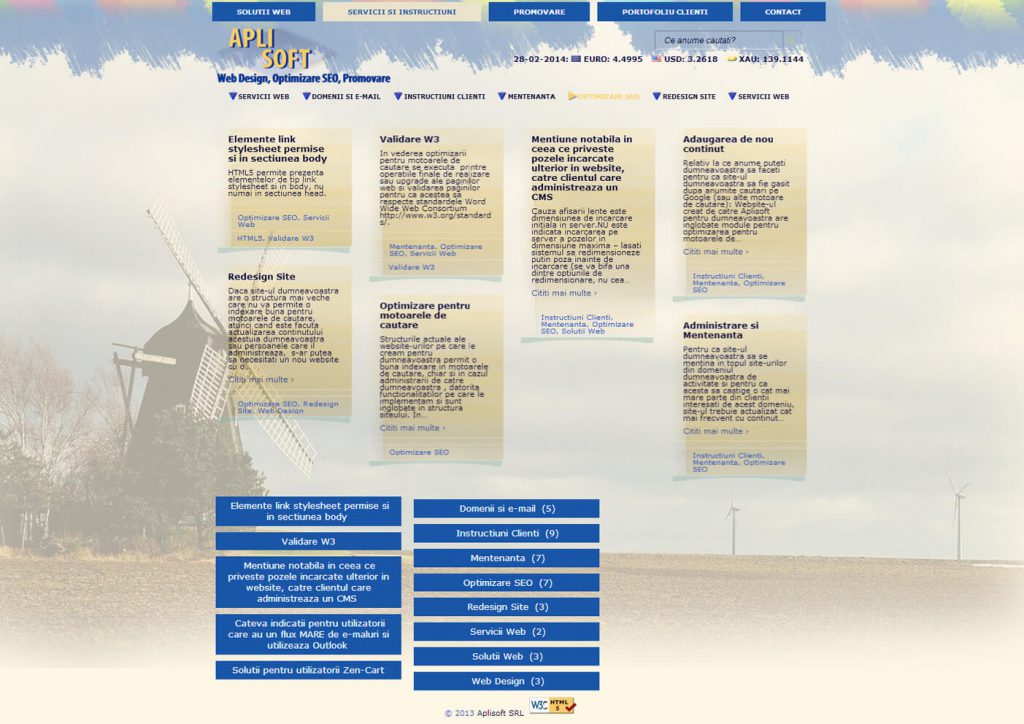 SOLUTII WEB
SERVICII SI INSTRUCTIUNI
PROMOVARE
PORTOFOLIU CLIENTI
CONTACT
APLI
SOFT
Web Design, Optimizare SEO, Promovare
Ce anume cautati?
28-02-2014: EURO: 4.4995 USD: 3.2618 XAU: 139.1144
SERVICII WEB
DOMENII SI E-MAIL
INSTRUCTIUNI CLIENTI
MENTENANTA
OPTIMIZARE SEO
REDESIGN SITE
SERVICII WEB
Elemente link
stylesheet permise
si in sectiunea body
HTML5 permite prezenta
elementelor de tip link
stylesheet si in body, nu
numai in sectiunea head.
Optimizare SEO, Servicii
Web
HTML5, Validare W3
Redesign Site
Daca site-ul dumneavoastra
are o structura mai veche
care nu va permite o
indexare buna pentru
motoarele de cautare,
atunci cand este facuta
actualizarea continutului
acestuia dumneavoastra
sau persoanele care il
administreaza, s-ar putea
sa necesitati un nou website
cu o…
Cititi mai multe ›
Optimizare SEO, Redesign
Site, Web Design
Validare W3
In vederea optimizarii
pentru motoarele de
cautare se executa printre
operatiile finale de realizare
sau upgrade ale paginilor
web si validarea paginilor
pentru ca acestea sa
respecte standardele Word
Wide Web Consortium
http://www.w3.org/standard
s/.
Mentenanta, Optimizare
SEO, Servicii Web
Validare W3
Optimizare pentru
motoarele de
cautare
Structurile actuale ale
website-urilor pe care le
cream pentru
dumneavoastra permit o
buna indexare in motoarele
de cautare, chiar si in cazul
administrarii de catre
dumneavoastra , datorita
functionalitatilor pe care le
implementam si sunt
inglobate in structura
siteului. In…
Cititi mai multe ›
Optimizare SEO
Mentiune notabila in
ceea ce priveste
pozele incarcate
ulterior in website,
catre clientul care
administreaza un
CMS
Cauza afisarii lente este
dimensiunea de incarcare
initiala in server.NU este
indicata incarcarea pe
server a pozelor in
dimensiune maxima – lasati
sistemul sa redimensioneze
putin poza inainte de
incarcare (se va bifa una
dintre optiunile de
redimensionare, nu cea…
Cititi mai multe ›
Instructiuni Clienti,
Mentenanta, Optimizare
SEO, Solutii Web
Adaugarea de nou
continut
Relativ la ce anume puteti
dumneavoastra sa faceti
pentru ca site-ul
dumneavoastra sa fie gasit
dupa anumite cautari pe
Google (sau alte motoare
de cautare): Website-ul
creat de catre Aplisoft
pentru dumneavoastra are
inglobate module pentru
optimizarea pentru
motoarele de…
Cititi mai multe ›
Instructiuni Clienti,
Mentenanta, Optimizare
SEO
Administrare si
Mentenanta
Pentru ca site-ul
dumneavoastra sa se
mentina in topul site-urilor
din domeniul
dumneavoastra de
activitate si pentru ca
acesta sa castige o cat mai
mare parte din clientii
interesati de acest domeniu,
site-ul trebuie actualizat cat
mai frecvent cu continut…
Cititi mai multe ›
Instructiuni Clienti,
Mentenanta, Optimizare
SEO
Elemente link stylesheet permise si
in sectiunea body
Validare W3
Mentiune notabila in ceea ce
priveste pozele incarcate ulterior in
website, catre clientul care
administreaza un CMS
Cateva indicatii pentru utilizatorii
care au un flux MARE de e-maluri si
utilizeaza Outlook
Solutii pentru utilizatorii Zen-Cart
Domenii si e-mail (5)
Instructiuni Clienti (9)
Mentenanta (7)
Optimizare SEO (7)
Redesign Site (3)
Servicii Web (2)
Solutii Web (3)
Web Design (3)
© 2013 Aplisoft SRL
W3C HTML
5